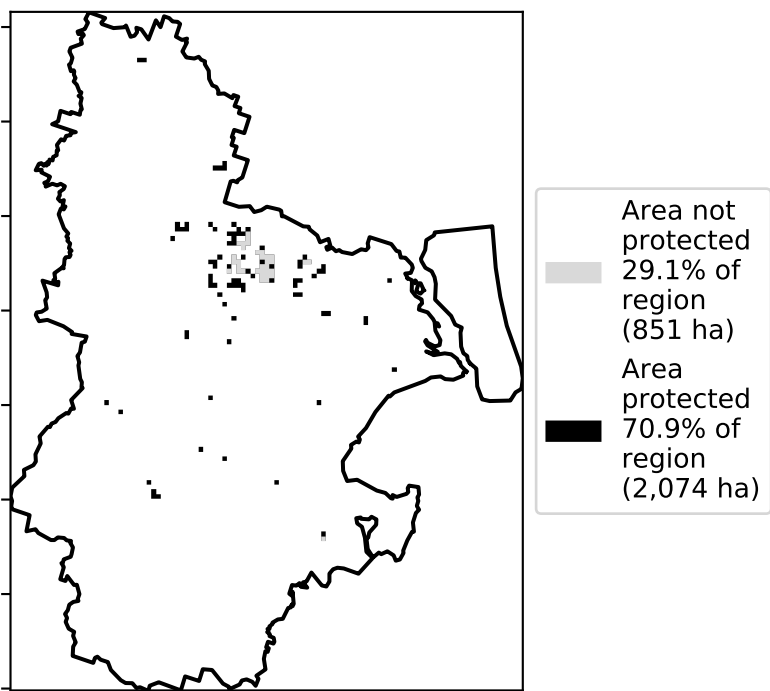 Area not
protected
29.1% of
region
(851 ha)
Area
protected
70.9% of
region
(2,074 ha)